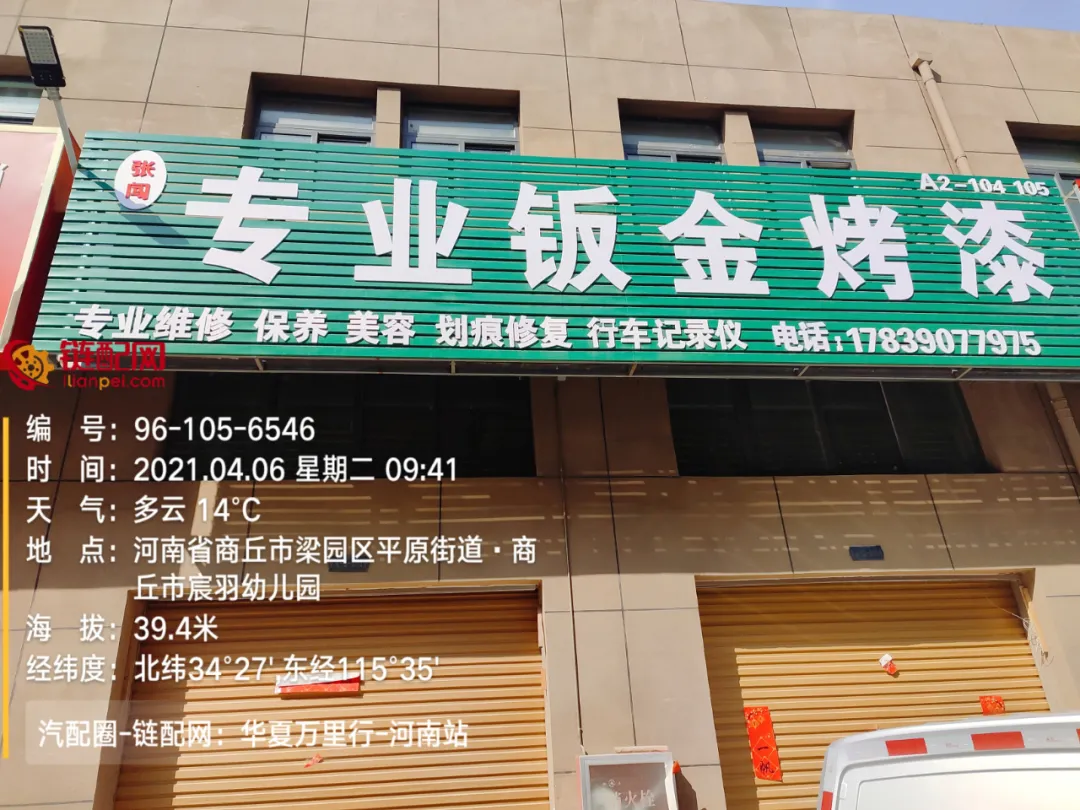 张闯
A2-104 105
专业钣金烤漆
专业维修 保养 美容 划痕修复 行车记录仪 电话:17839077975
链配网
ilianpei.com
编 号:96-105-6546
时 间:2021.04.06 星期二 09:41
天 气:多云 14°C
地 点:河南省商丘市梁园区平原街道·商
丘市宸羽幼儿园
海 拔:39.4米
经纬度:北纬34°27',东经115°35'
汽配圈-链配网:华夏万里行-河南站